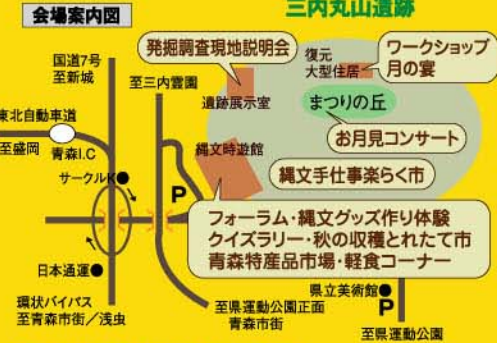 会場案内図
三内丸山遺跡
発掘調査現地説明会
復元
大型住居
ワークショップ
月の宴
国道7号
至新城
至三内霊園
遺跡展示室
まつりの丘
お月見コンサート
東北自動車道
至盛岡
青森I.C
縄文時遊館
縄文手仕事楽らく市
サークルK
P
フォーラム・縄文グッズ作り体験
クイズラリー・秋の収穫とれたて市
青森特産品市場・軽食コーナー
日本通運
県立美術館
P
環状バイパス
至青森市街／浅虫
至県運動公園正面
青森市街
至県運動公園